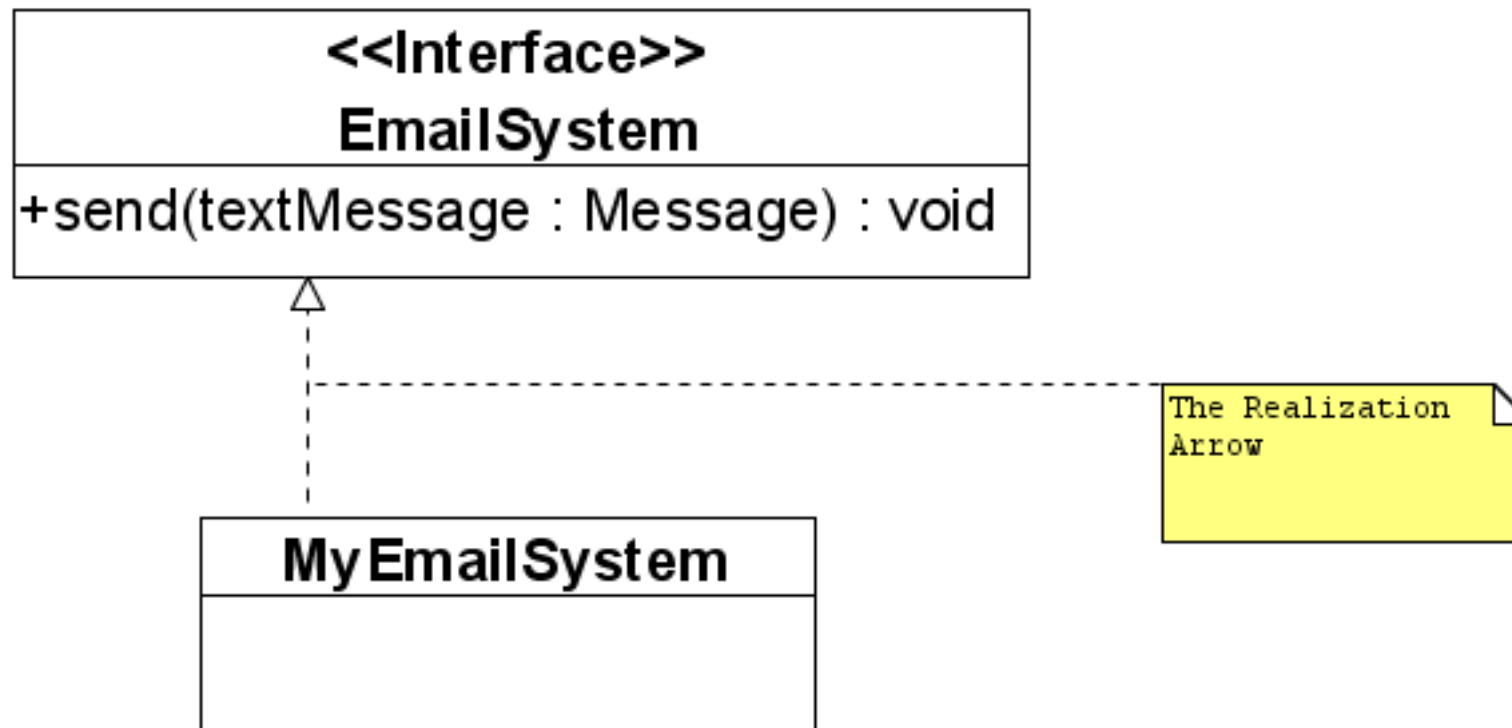 <<Interface>>
EmailSystem
+send(textMessage : Message) : void
The Realization
Arrow
MyEmailSystem